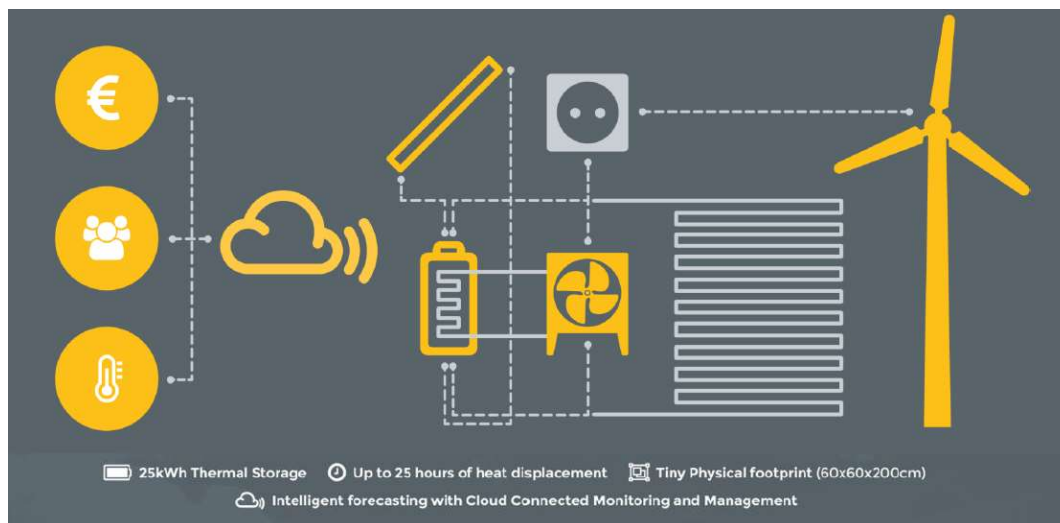 €
25kWh Thermal Storage Up to 25 hours of heat displacement Tiny Physical footprint (60x60x200cm)
Intelligent forecasting with Cloud Connected Monitoring and Management